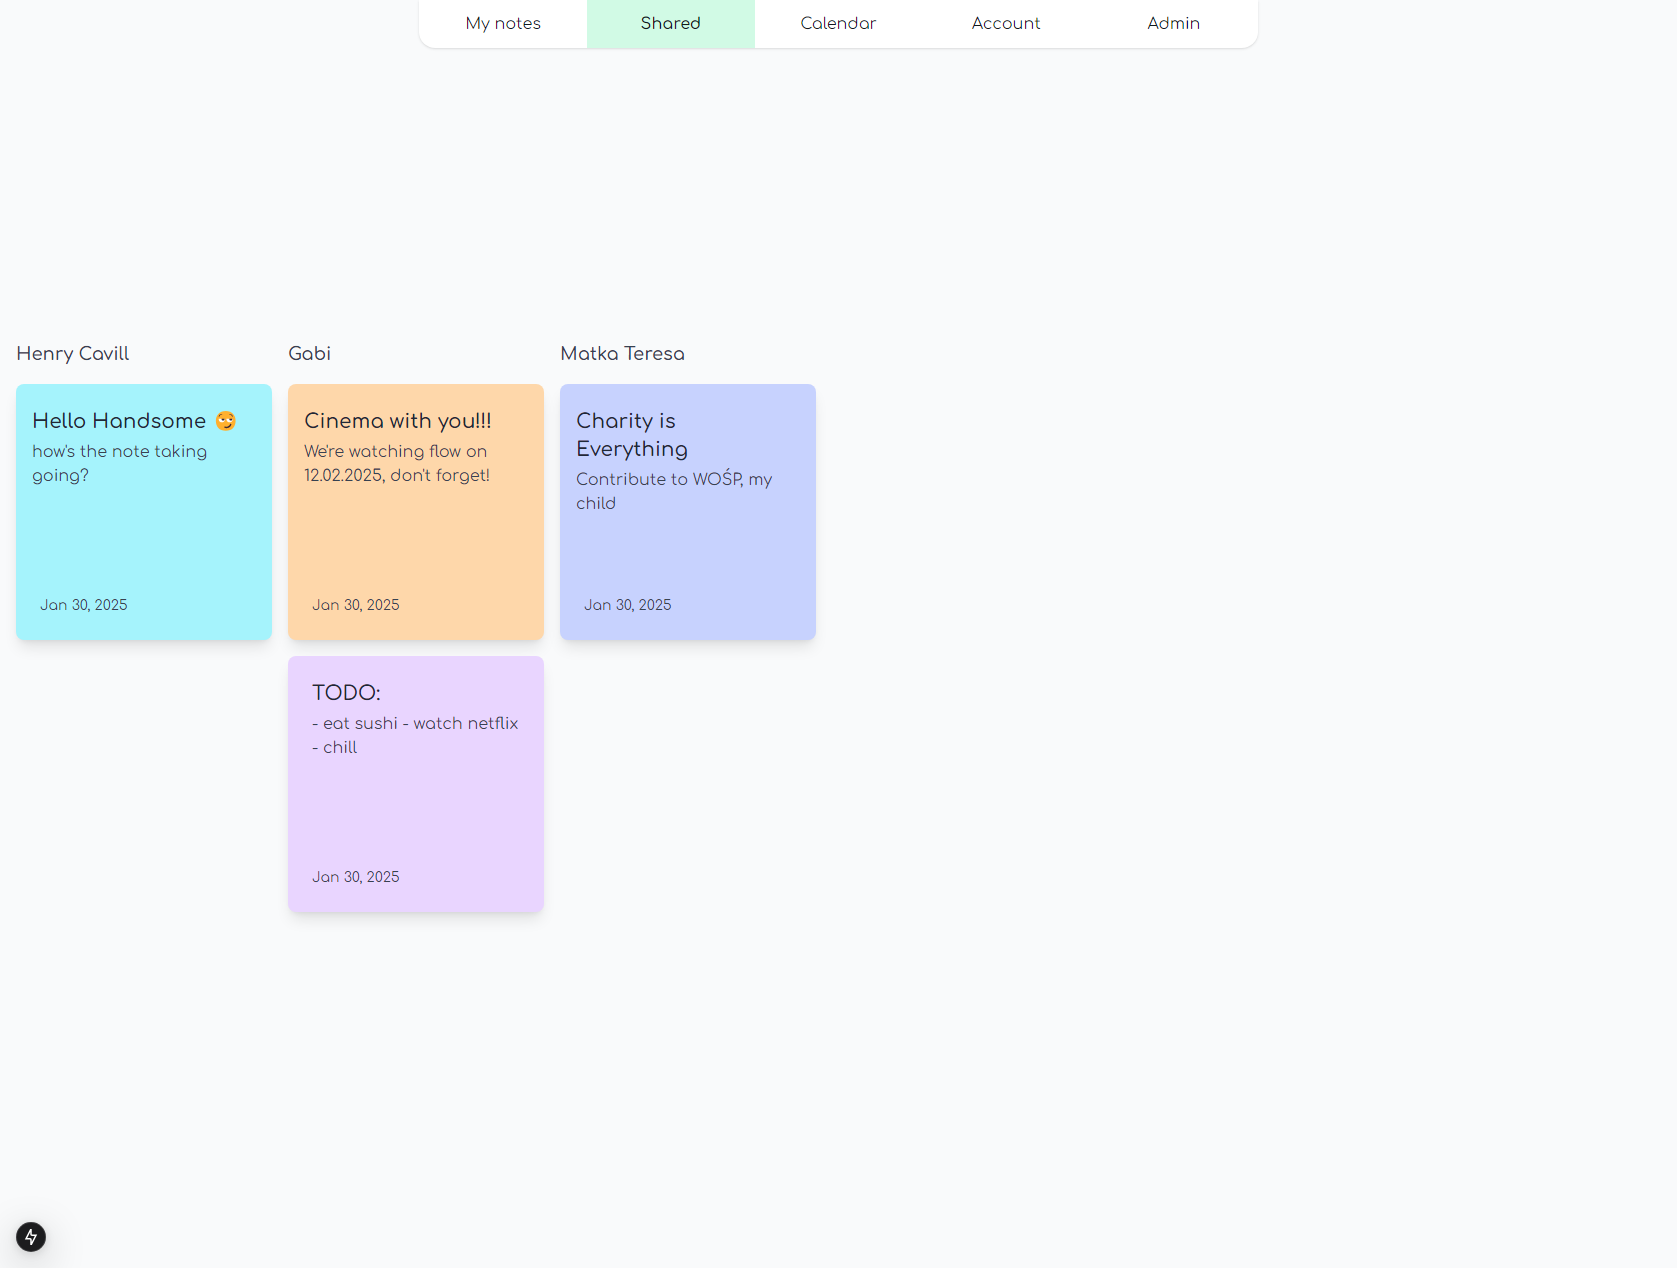 My notes
Shared
Calendar
Account
Admin
Henry Cavill
Hello Handsome 😏
how's the note taking
going?
Jan 30, 2025
Gabi
Cinema with you!!!
We're watching flow on
12.02.2025, don't forget!
Jan 30, 2025
TODO:
- eat sushi - watch netflix
- chill
Jan 30, 2025
Matka Teresa
Charity is
Everything
Contribute to WOŚP, my
child
Jan 30, 2025